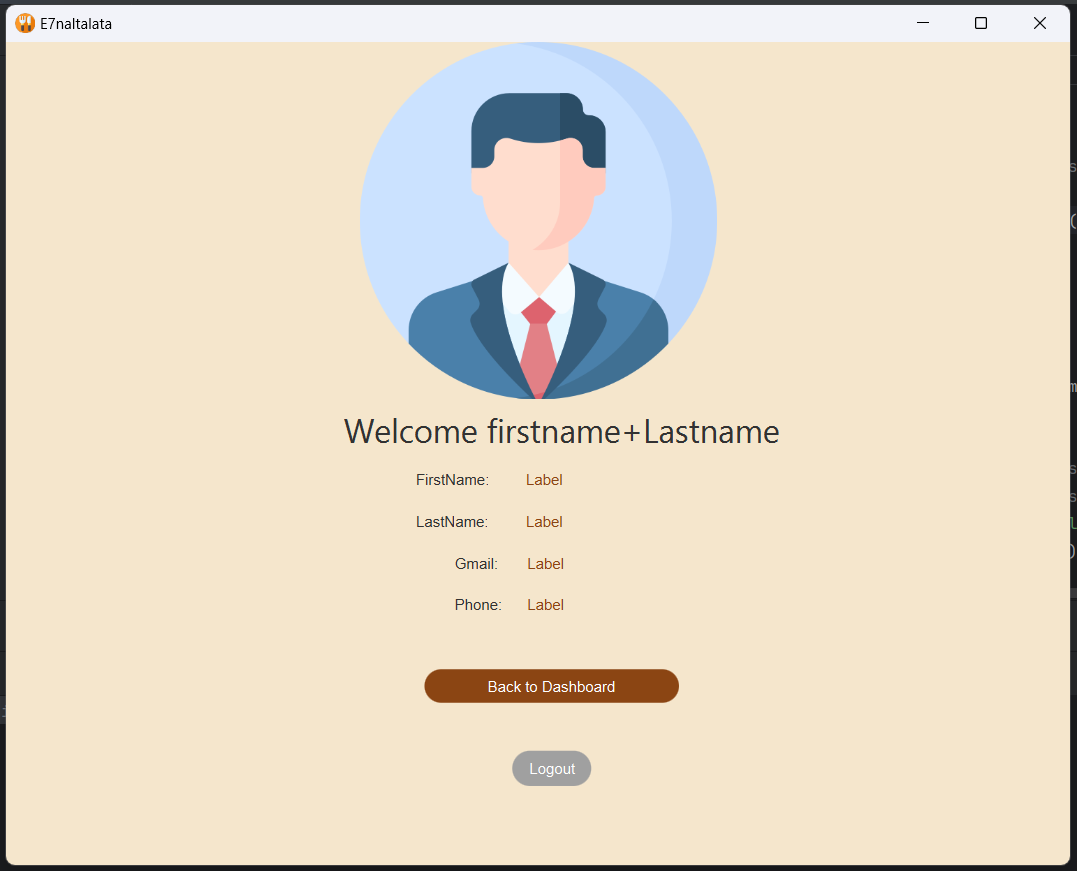 E7naltalata
Welcome firstname+Lastname
FirstName: Label
LastName: Label
Gmail: Label
Phone: Label
Back to Dashboard
Logout